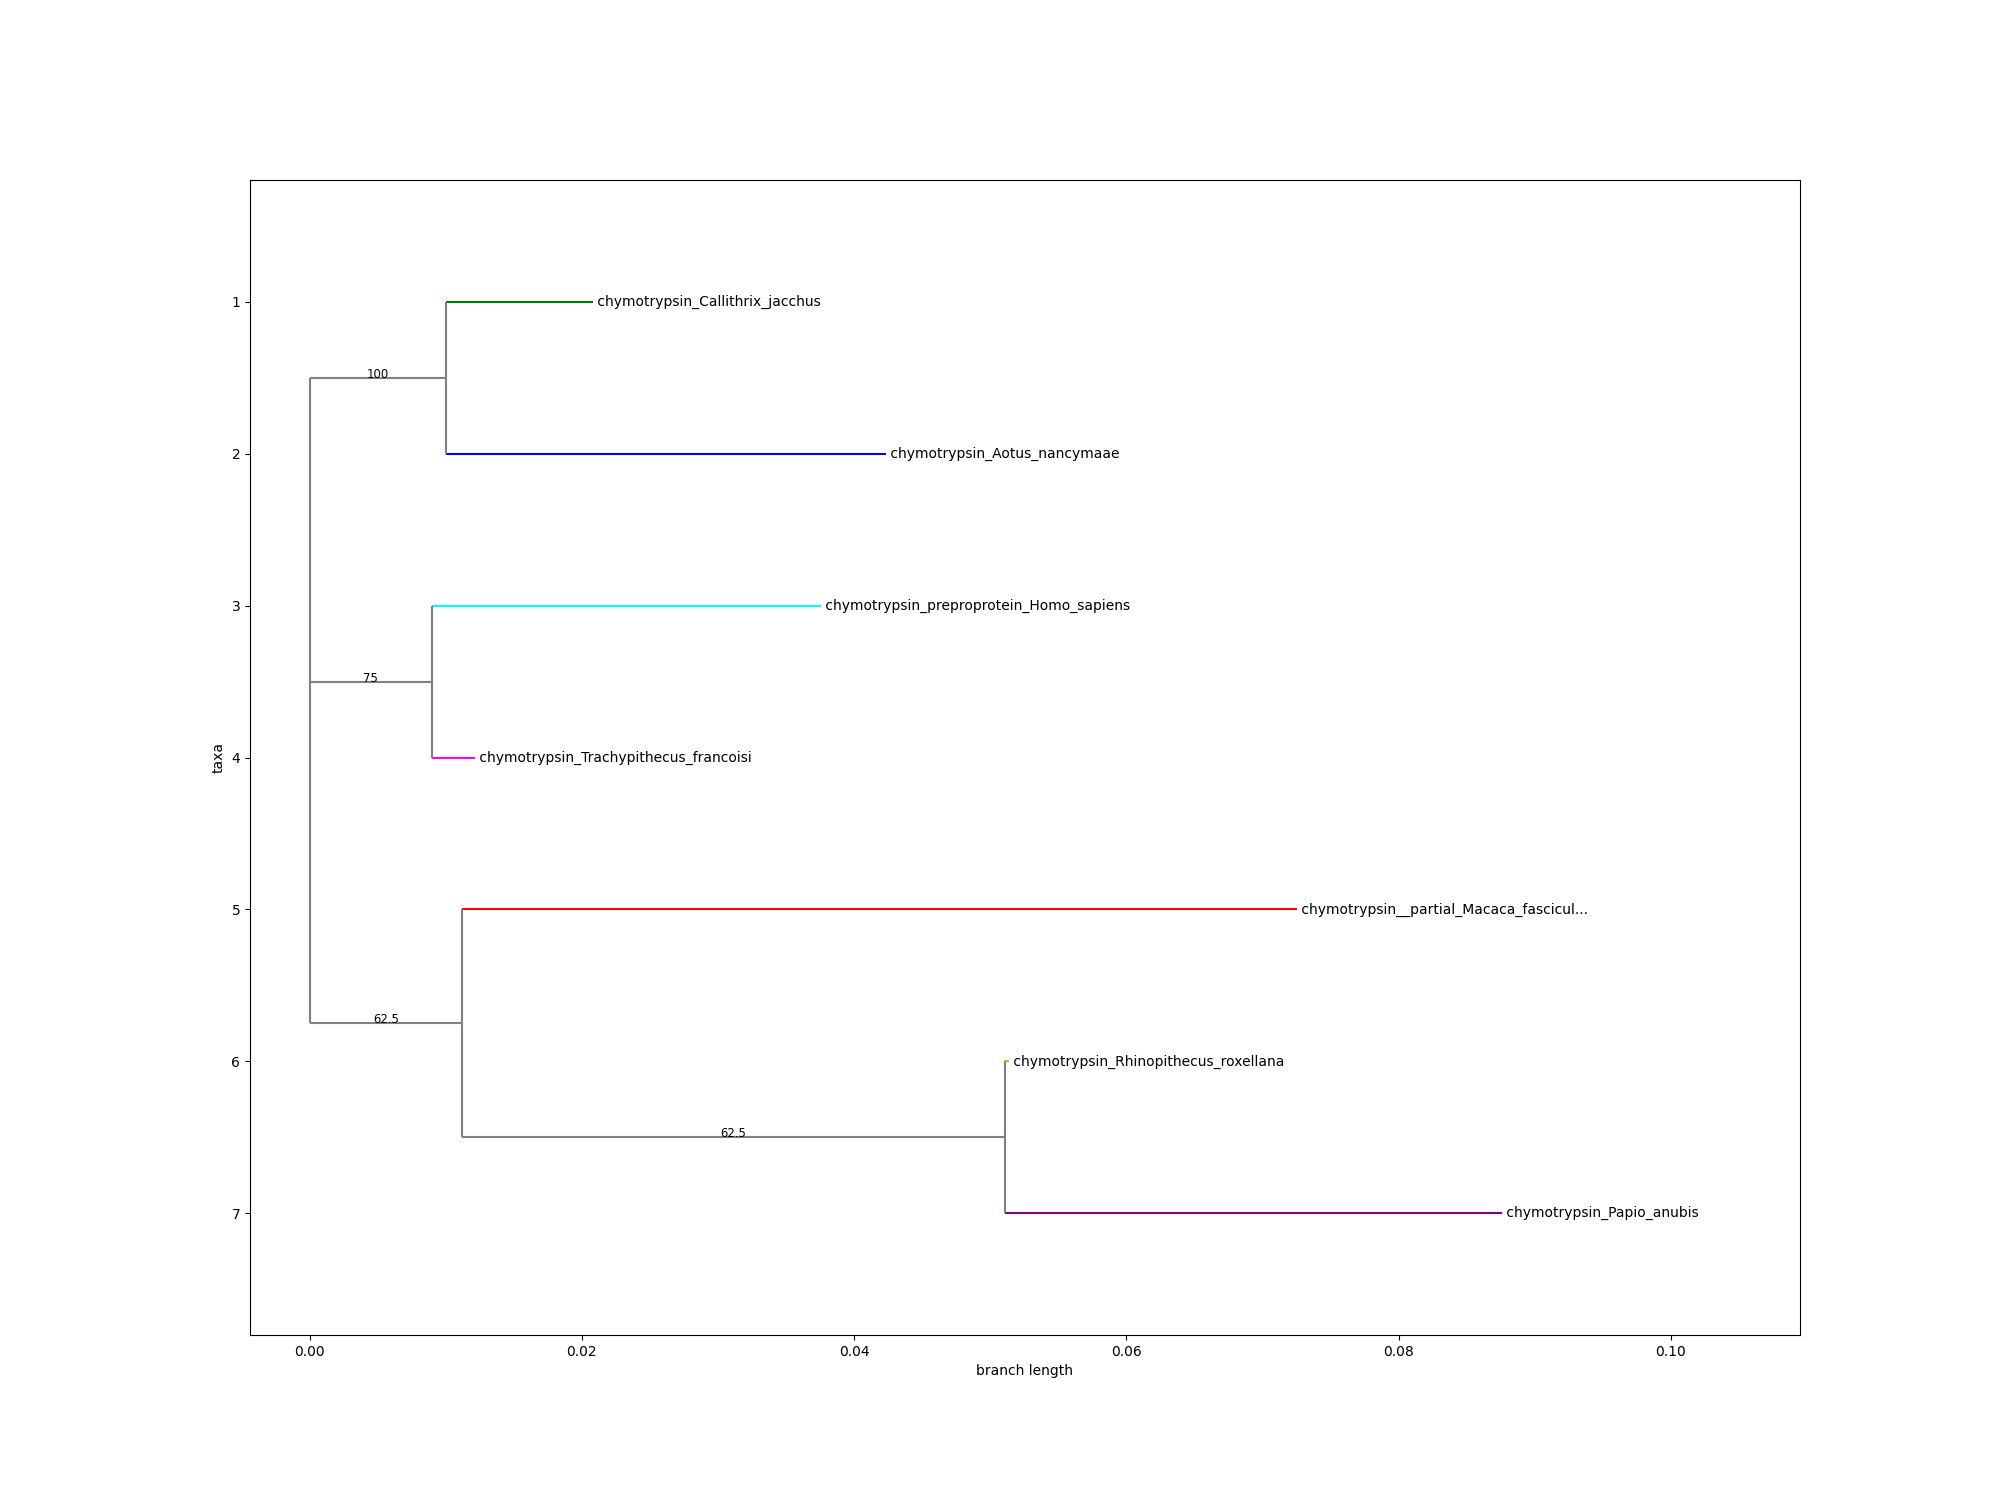 1
chymotrypsin_Callithrix_jacchus
100
2
chymotrypsin_Aotus_nancymaae
3
chymotrypsin_preproprotein_Homo_sapiens
75
taxa
4
chymotrypsin_Trachypithecus_francoisi
5
chymotrypsin__partial_Macaca_fascicul...
62.5
6
chymotrypsin_Rhinopithecus_roxellana
62.5
7
chymotrypsin_Papio_anubis
0.00 0.02 0.04 0.06 0.08 0.10
branch length